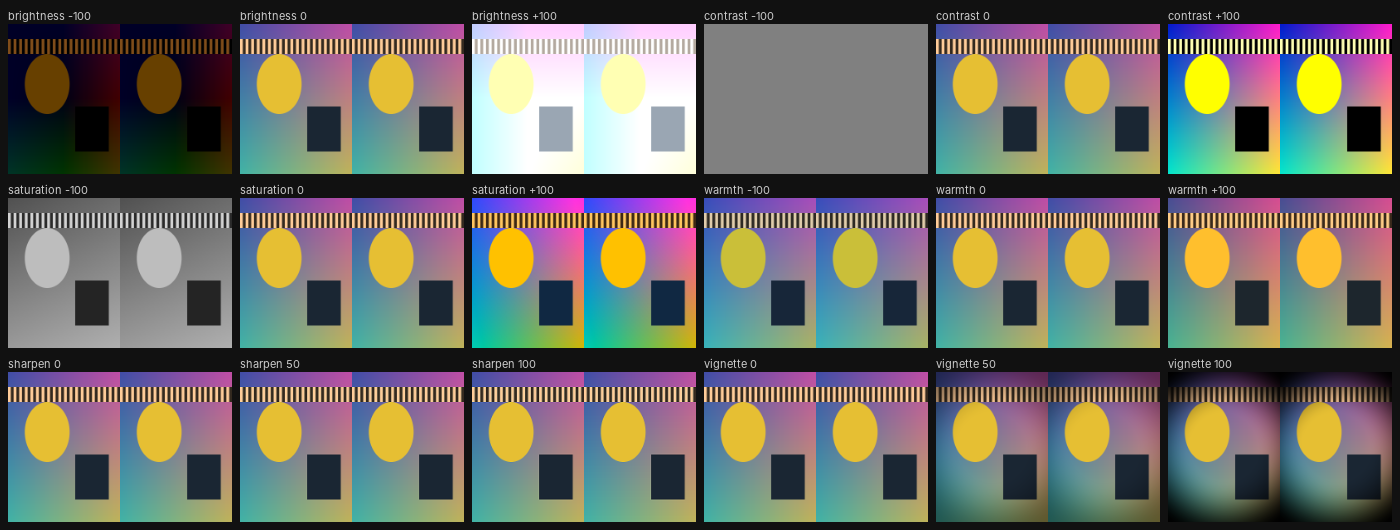 brightness -100
brightness 0
brightness +100
contrast -100
contrast 0
contrast +100
saturation -100
saturation 0
saturation +100
warmth -100
warmth 0
warmth +100
sharpen 0
sharpen 50
sharpen 100
vignette 0
vignette 50
vignette 100